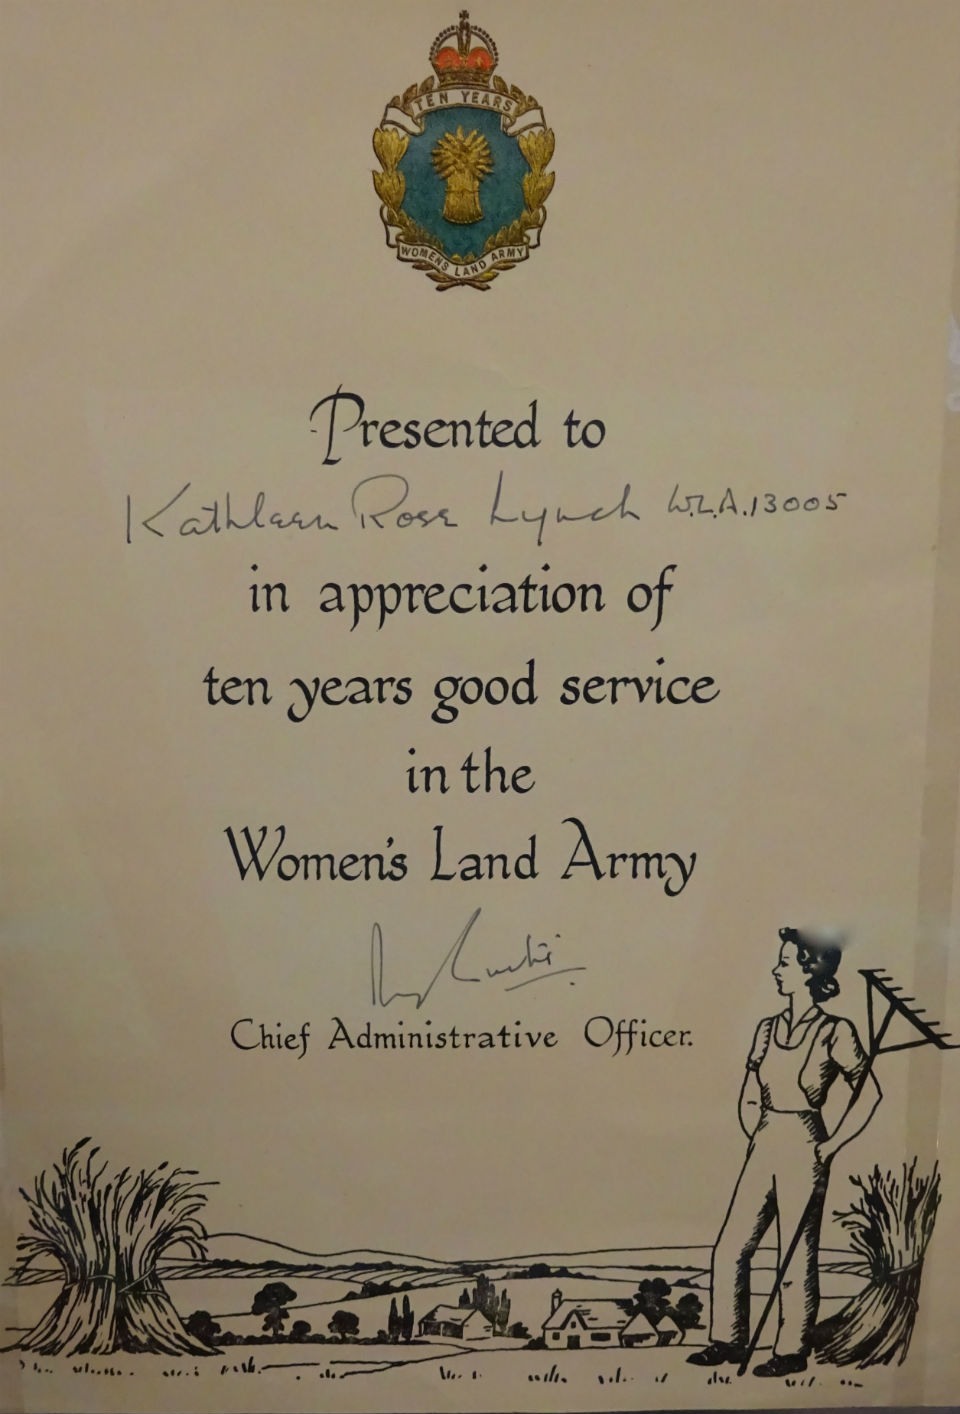 TEN YEARS
WOMENS LAND ARMY
Presented to
Kathleen Rose Lynch W.L.A. 13005
in appreciation of
ten years good service
in the
Women's Land Army
Chief Administrative Officer.